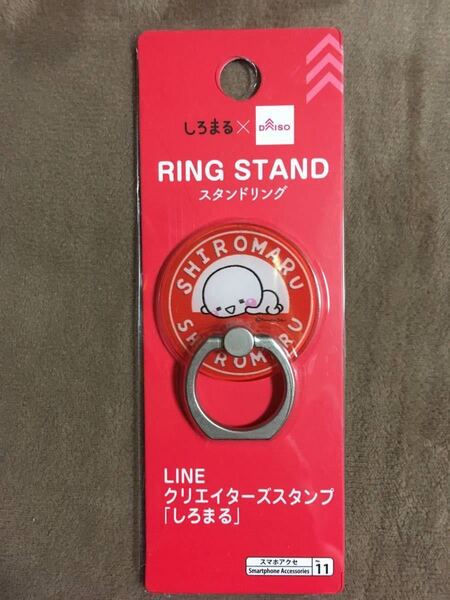 しろまる×DAISO
RING STAND
スタンドリング
SHIROMARU
SHIROMARU
LINE
クリエイターズスタンプ
「しろまる」
スマホアクセ
Smartphone Accessories
No. 11